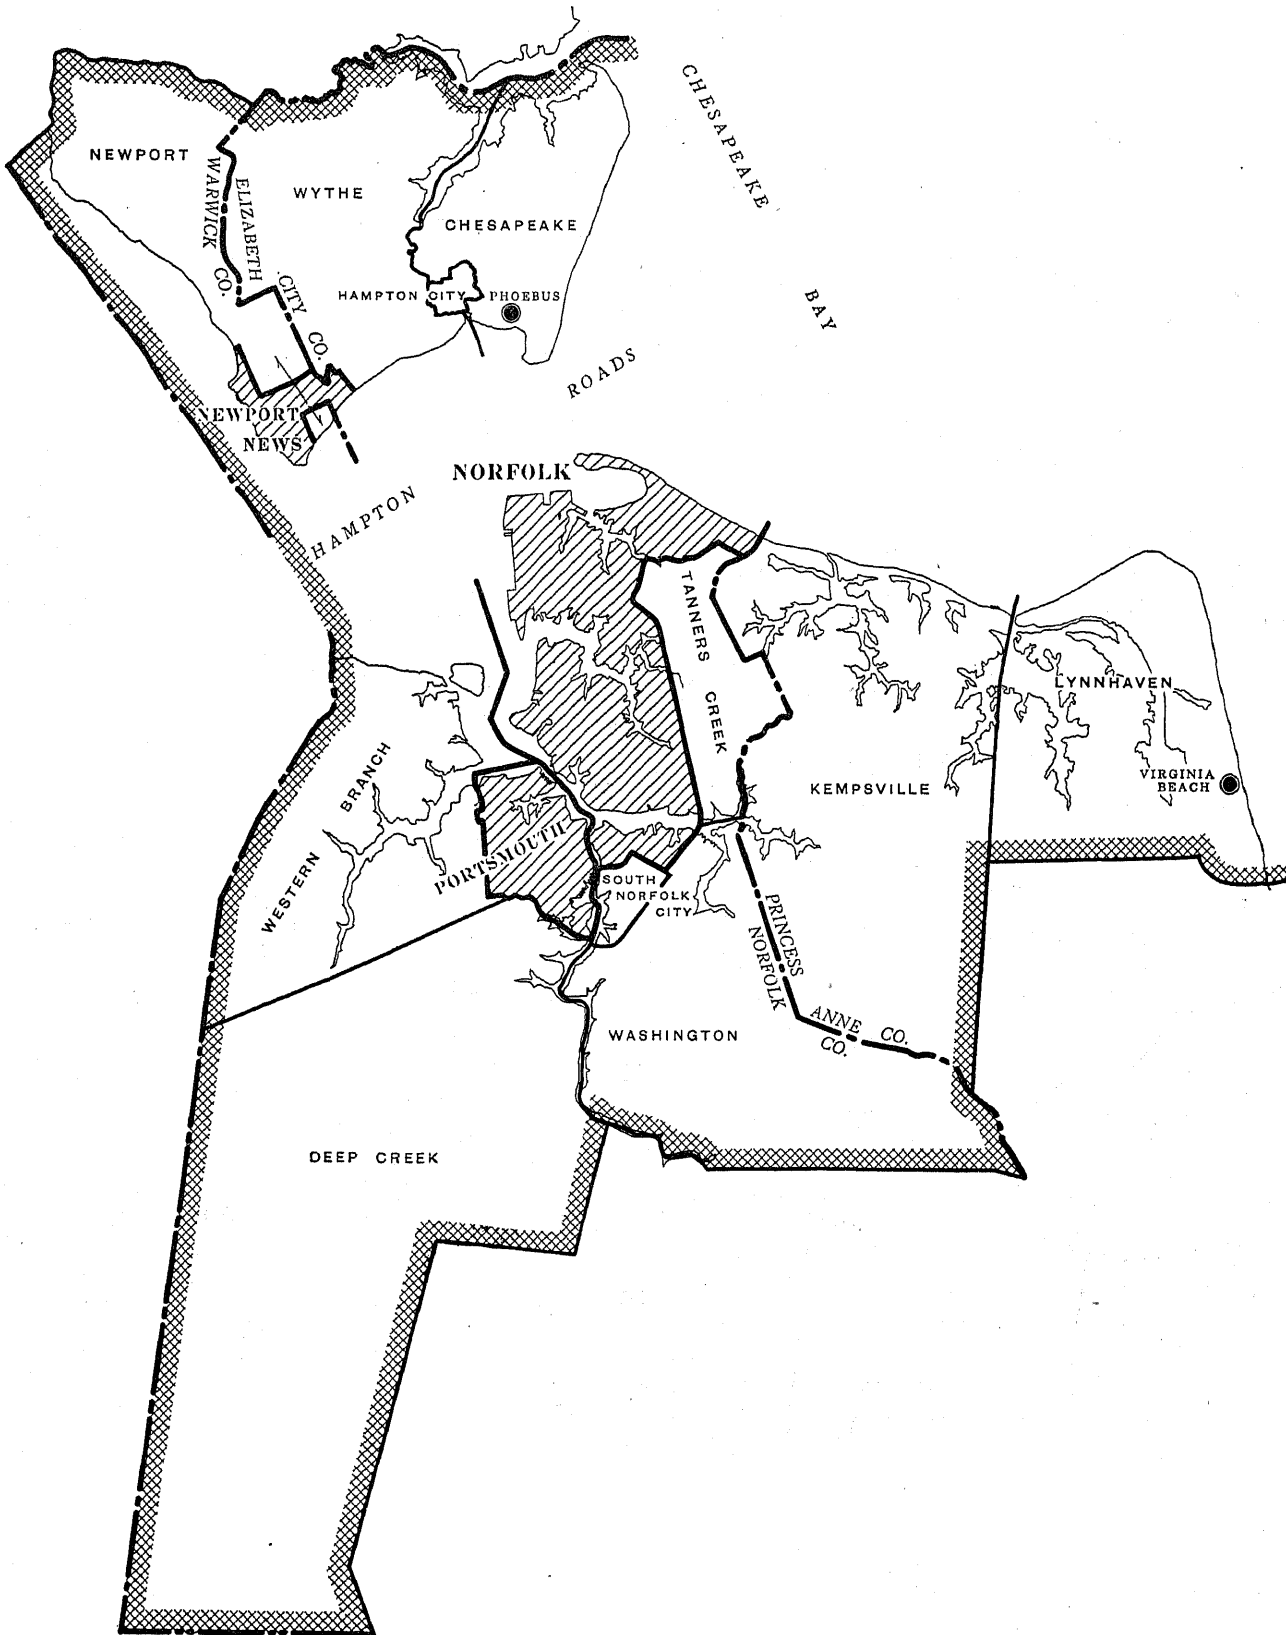 CHESAPEAKE
BAY
NEWPORT
WYTHE
WARWICK CO.
ELIZABETH CITY CO.
CHESAPEAKE
HAMPTON CITY
PHOEBUS
HAMPTON ROADS
NEWPORT
NEWS
NORFOLK
TANNERS
CREEK
LYNNHAVEN
VIRGINIA
BEACH
KEMPSVILLE
WESTERN BRANCH
PORTSMOUTH
SOUTH
NORFOLK
CITY
PRINCESS ANNE CO.
NORFOLK CO.
WASHINGTON
DEEP CREEK